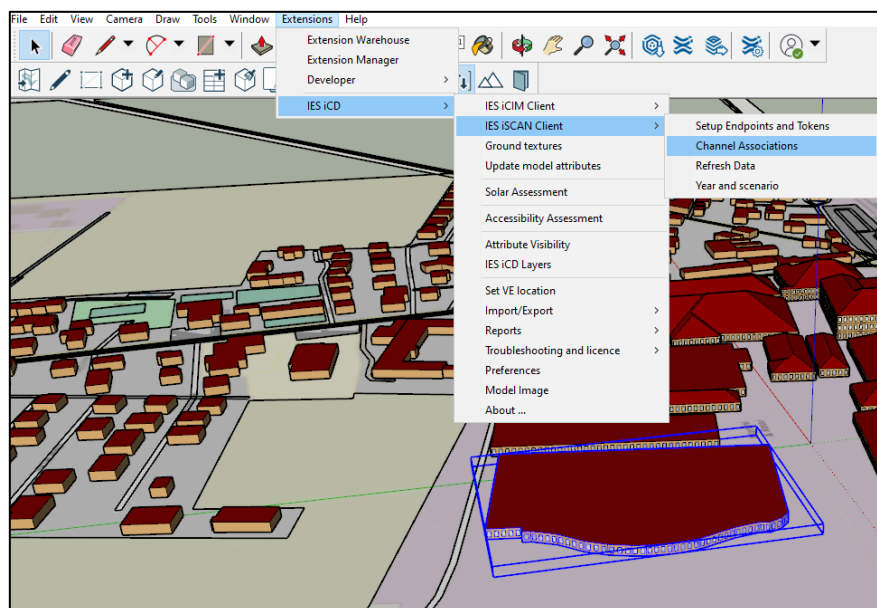 File Edit View Camera Draw Tools Window Extensions Help
Extension Warehouse
Extension Manager
Developer
IES iCD
IES iCIM Client
IES iSCAN Client
Ground textures
Update model attributes
Solar Assessment
Accessibility Assessment
Attribute Visibility
IES iCD Layers
Set VE location
Import/Export
Reports
Troubleshooting and licence
Preferences
Model Image
About ...
Setup Endpoints and Tokens
Channel Associations
Refresh Data
Year and scenario